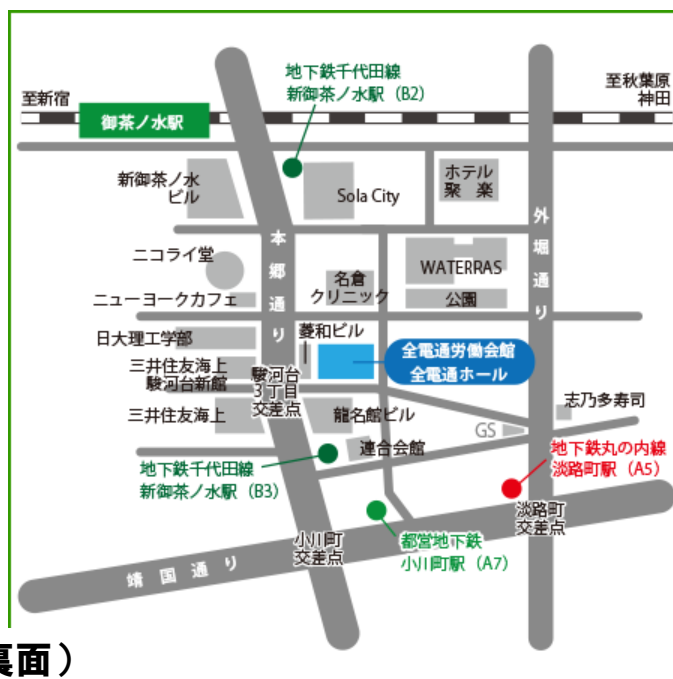 地下鉄千代田線
新御茶ノ水駅（B2）
至秋葉原
神田
至新宿
御茶ノ水駅
新御茶ノ水
ビル
Sola City
ホテル
聚 楽
外堀通り
本郷通り
ニコライ堂
名倉
クリニック
WATERRAS
ニューヨークカフェ
公園
日大理工学部
菱和ビル
全電通労働会館
全電通ホール
三井住友海上
駿河台新館
駿河台
3丁目
交差点
三井住友海上
龍名館ビル
志乃多寿司
GS
連合会館
地下鉄丸の内線
淡路町駅（A5）
地下鉄千代田線
新御茶ノ水駅（B3）
淡路町
交差点
小川町
交差点
都営地下鉄
小川町駅（A7）
靖国通り
裏面）